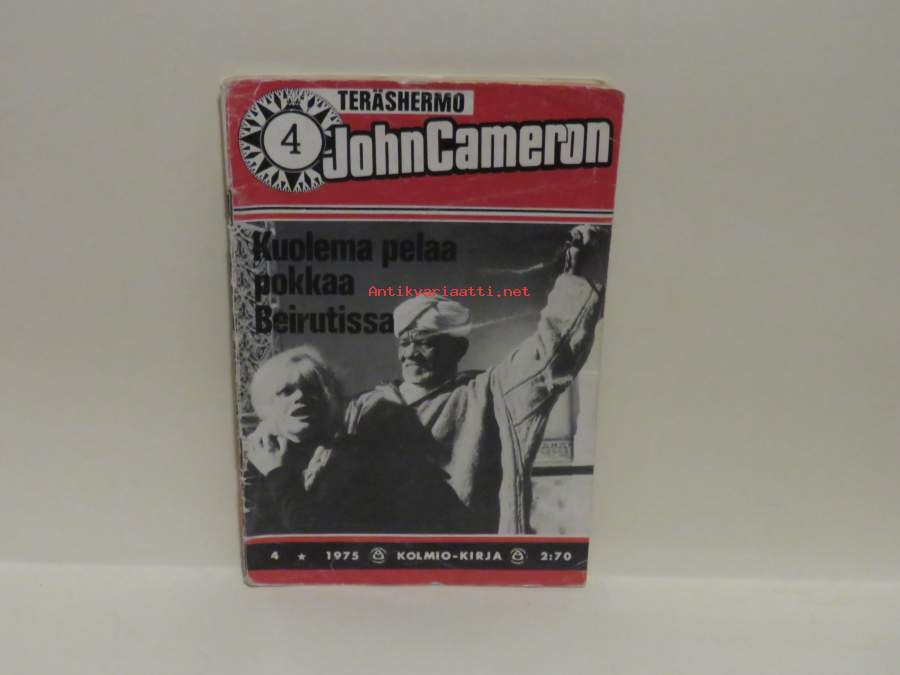 TERÄSHERMO
4
JohnCameron
Kuolema pelaa
pokkaa
Beirutissa
Antikvariaatti.net
4 ★ 1975 KOLMIO-KIRJA 2:70